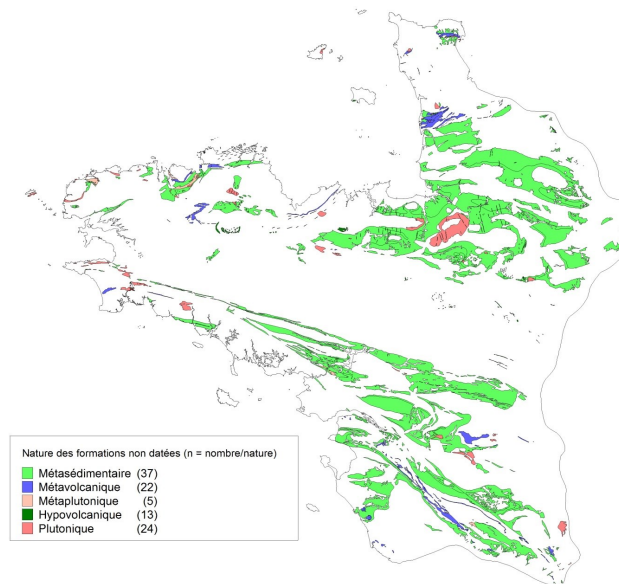 Nature des formations non datées (n = nombre/nature)
Métasédimentaire (37)
Métavolcanique (22)
Métaplutonique (5)
Hypovolcanique (13)
Plutonique (24)